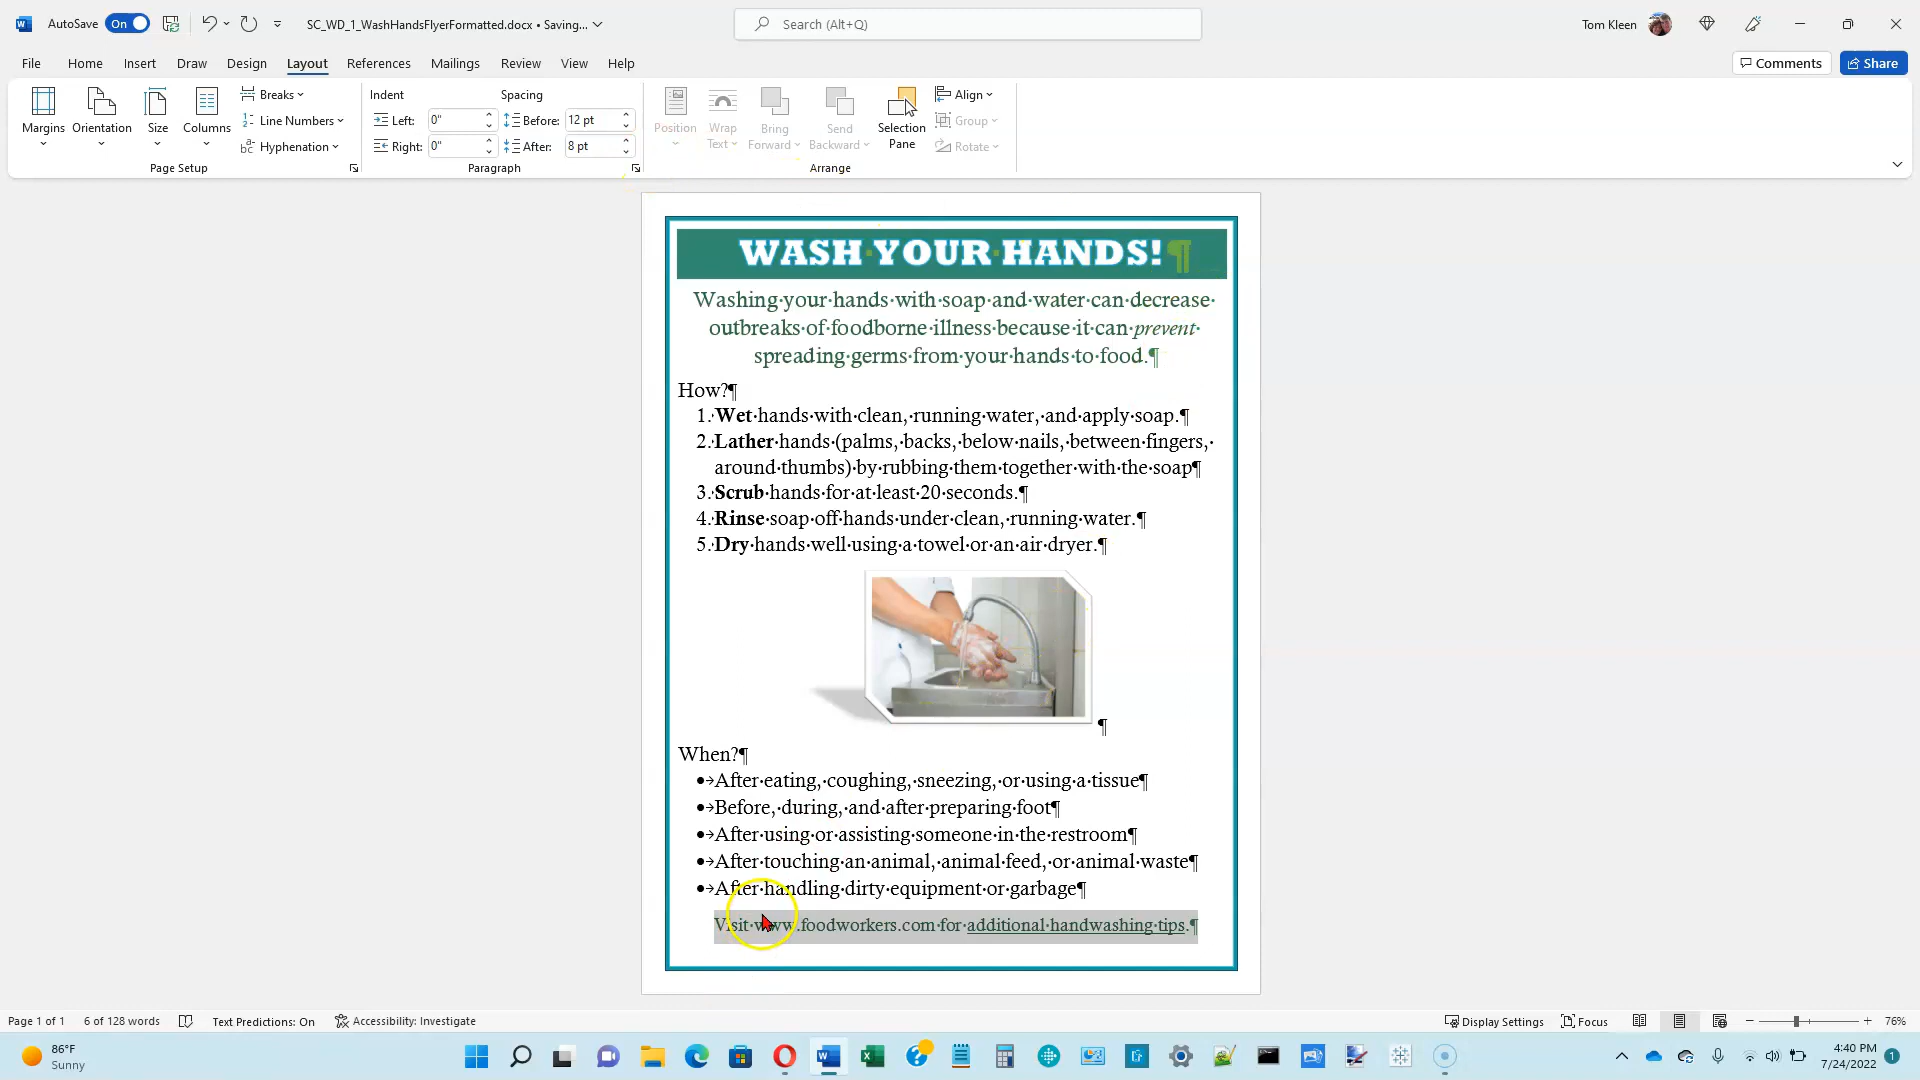 AutoSave On SC_WD_1_WashHandsFlyerFormatted.docx • Saving... Search (Alt+Q) Tom Kleen
File Home Insert Draw Design Layout References Mailings Review View Help Comments Share
Margins Orientation Size Columns Breaks Line Numbers Hyphenation
Page Setup
Indent Spacing
Left: 0" Before: 12 pt
Right: 0" After: 8 pt
Paragraph
Position Wrap Text Bring Forward Send Backward Selection Pane Align Group Rotate
Arrange
WASH·YOUR·HANDS!¶
Washing·your·hands·with·soap·and·water·can·decrease·
outbreaks·of·foodborne·illness·because·it·can·prevent·
spreading·germs·from·your·hands·to·food.¶
How?¶
1.·Wet·hands·with·clean,·running·water,·and·apply·soap.¶
2.·Lather·hands·(palms,·backs,·below·nails,·between·fingers,·
around·thumbs)·by·rubbing·them·together·with·the·soap¶
3.·Scrub·hands·for·at·least·20·seconds.¶
4.·Rinse·soap·off·hands·under·clean,·running·water.¶
5.·Dry·hands·well·using·a·towel·or·an·air·dryer.¶
¶
When?¶
•→After·eating,·coughing,·sneezing,·or·using·a·tissue¶
•→Before,·during,·and·after·preparing·foot¶
•→After·using·or·assisting·someone·in·the·restroom¶
•→After·touching·an·animal,·animal·feed,·or·animal·waste¶
•→After·handling·dirty·equipment·or·garbage¶
Visit·www.foodworkers.com·for·additional·handwashing·tips.¶
Page 1 of 1 6 of 128 words Text Predictions: On Accessibility: Investigate Display Settings Focus 76%
86°F
Sunny
4:40 PM
7/24/2022 1